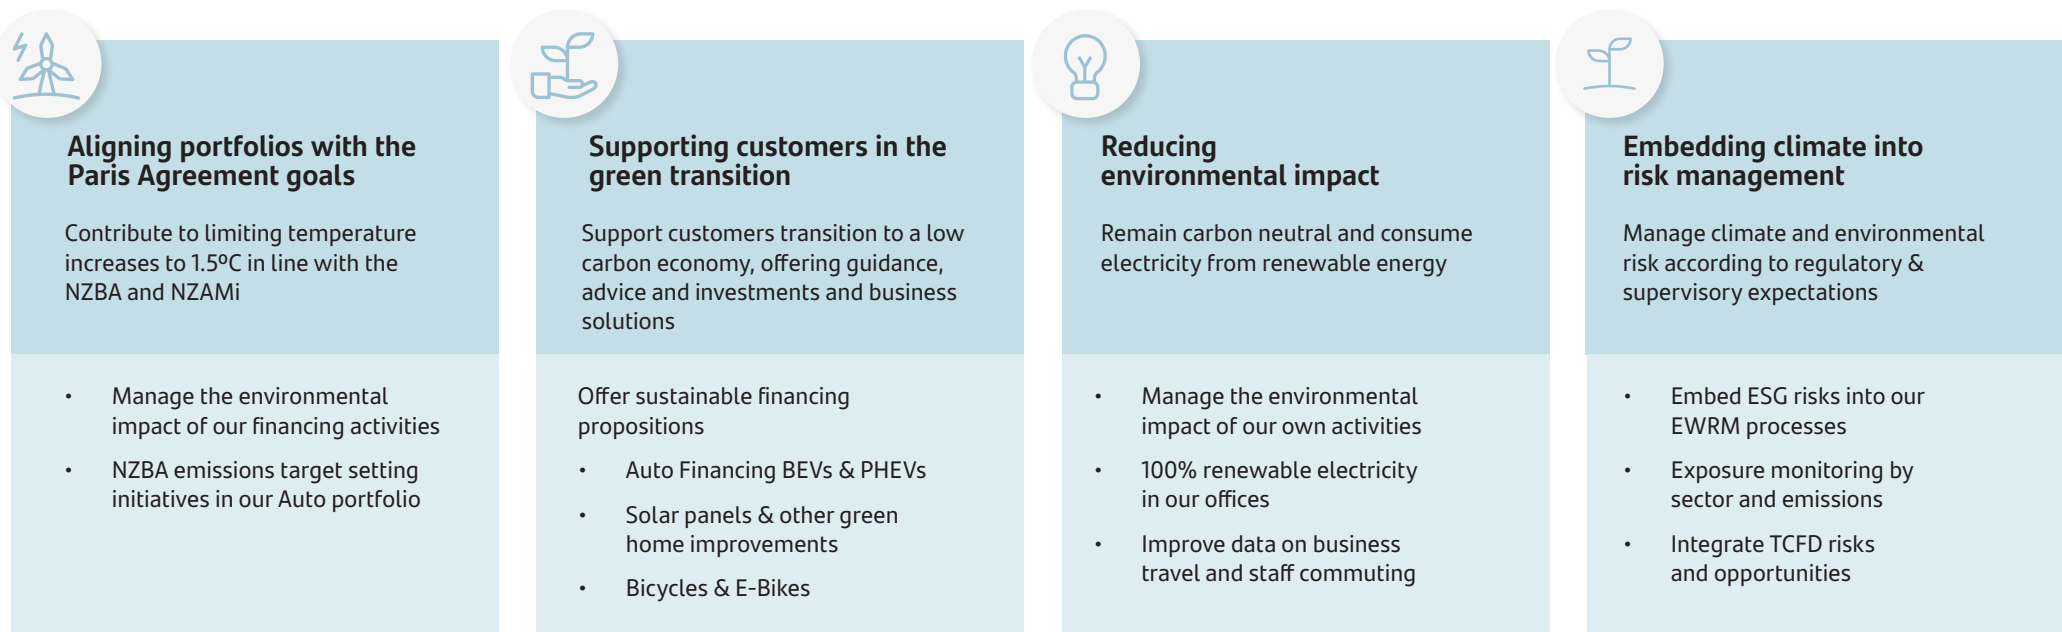 Aligning portfolios with the
Paris Agreement goals
Contribute to limiting temperature
increases to 1.5ºC in line with the
NZBA and NZAMi
• Manage the environmental
impact of our financing activities
• NZBA emissions target setting
initiatives in our Auto portfolio
Supporting customers in the
green transition
Support customers transition to a low
carbon economy, offering guidance,
advice and investments and business
solutions
Offer sustainable financing
propositions
• Auto Financing BEVs & PHEVs
• Solar panels & other green
home improvements
• Bicycles & E-Bikes
Reducing
environmental impact
Remain carbon neutral and consume
electricity from renewable energy
• Manage the environmental
impact of our own activities
• 100% renewable electricity
in our offices
• Improve data on business
travel and staff commuting
Embedding climate into
risk management
Manage climate and environmental
risk according to regulatory &
supervisory expectations
• Embed ESG risks into our
EWRM processes
• Exposure monitoring by
sector and emissions
• Integrate TCFD risks
and opportunities